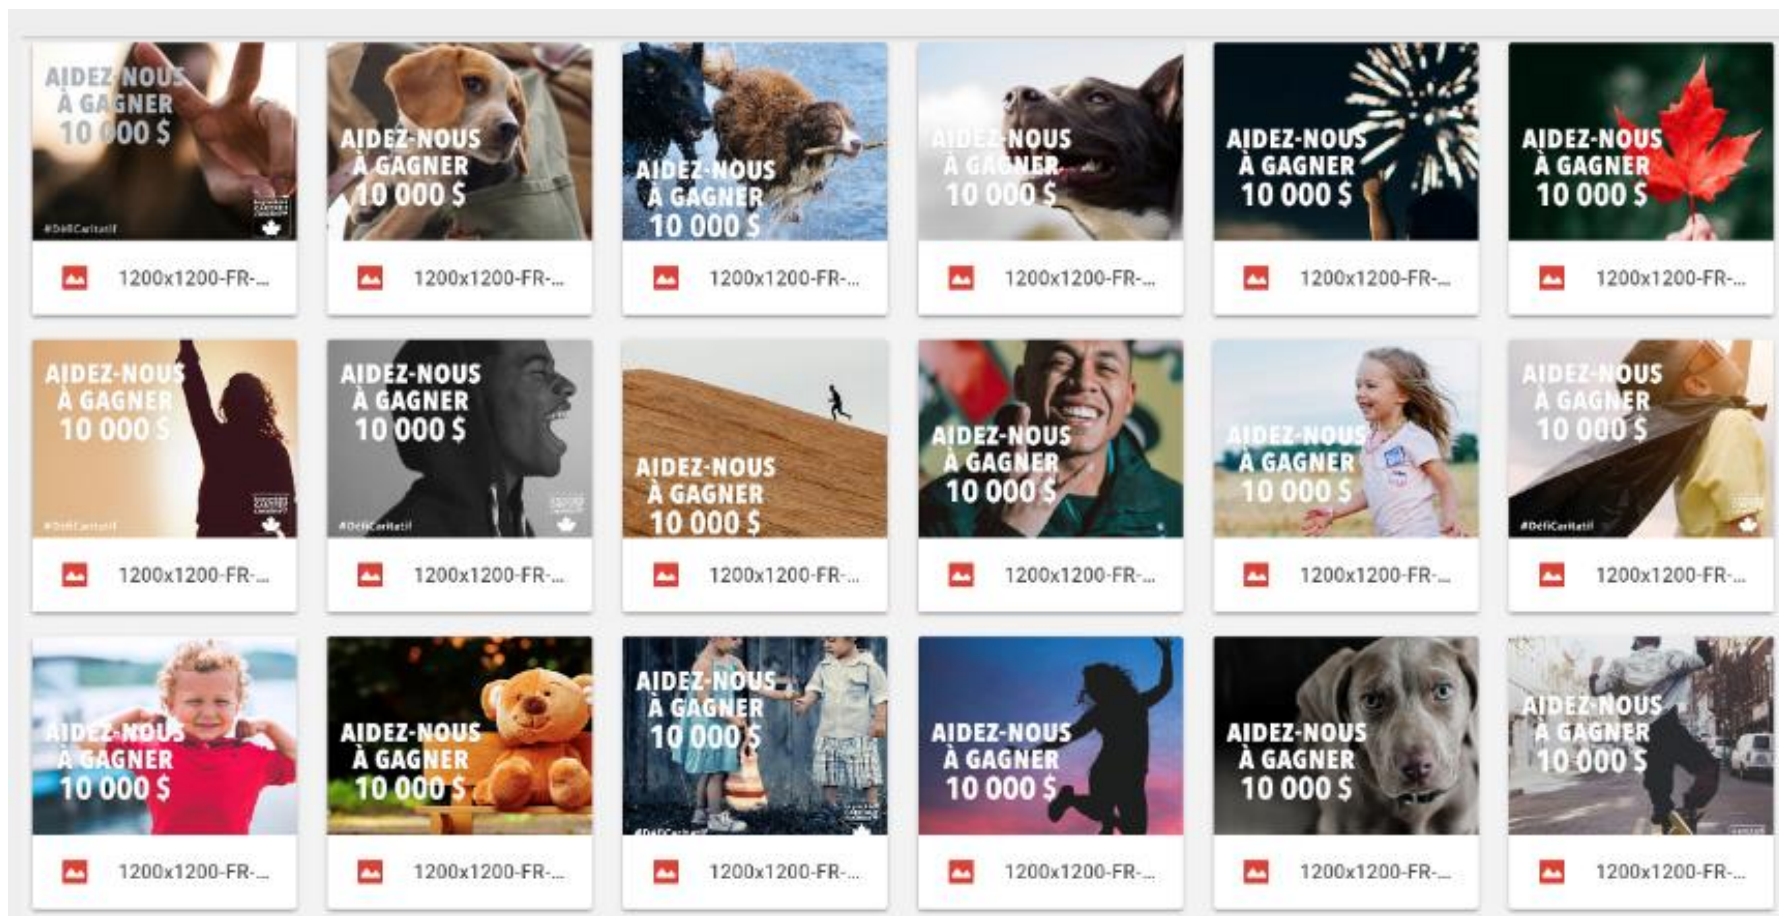 AIDEZ-NOUS
À GAGNER
10 000 $
#DéfiCaritatif
1200x1200-FR-...
AIDEZ-NOUS
À GAGNER
10 000 $
1200x1200-FR-...
AIDEZ-NOUS
À GAGNER
10 000 $
1200x1200-FR-...
AIDEZ-NOUS
À GAGNER
10 000 $
1200x1200-FR-...
AIDEZ-NOUS
À GAGNER
10 000 $
1200x1200-FR-...
AIDEZ-NOUS
À GAGNER
10 000 $
1200x1200-FR-...
AIDEZ-NOUS
À GAGNER
10 000 $
#DéfiCaritatif
1200x1200-FR-...
AIDEZ-NOUS
À GAGNER
10 000 $
#DéfiCaritatif
1200x1200-FR-...
AIDEZ-NOUS
À GAGNER
10 000 $
1200x1200-FR-...
AIDEZ-NOUS
À GAGNER
10 000 $
1200x1200-FR-...
AIDEZ-NOUS
À GAGNER
10 000 $
1200x1200-FR-...
AIDEZ-NOUS
À GAGNER
10 000 $
#DéfiCaritatif
1200x1200-FR-...
AIDEZ-NOUS
À GAGNER
10 000 $
1200x1200-FR-...
AIDEZ-NOUS
À GAGNER
10 000 $
1200x1200-FR-...
AIDEZ-NOUS
À GAGNER
10 000 $
#DéfiCaritatif
1200x1200-FR-...
AIDEZ-NOUS
À GAGNER
10 000 $
1200x1200-FR-...
AIDEZ-NOUS
À GAGNER
10 000 $
1200x1200-FR-...
AIDEZ-NOUS
À GAGNER
10 000 $
1200x1200-FR-...